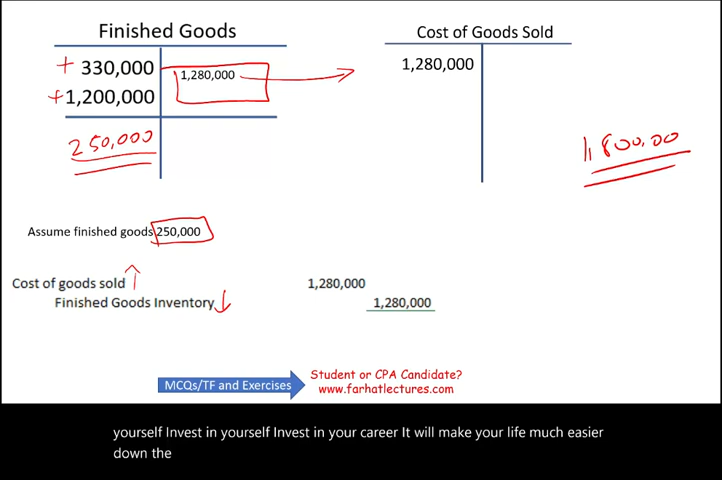 Finished Goods
Cost of Goods Sold
+ 330,000
1,280,000
1,280,000
+1,200,000
250,000
1,800,00
Assume finished goods 250,000
Cost of goods sold 1,280,000
Finished Goods Inventory 1,280,000
MCQs/TF and Exercises
Student or CPA Candidate?
www.farhatlectures.com
yourself Invest in yourself Invest in your career It will make your life much easier
down the